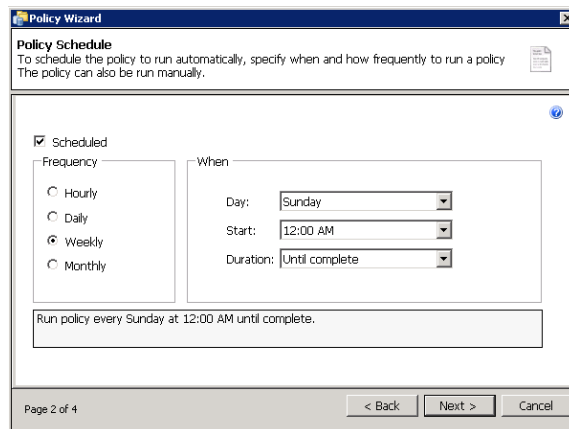 Policy Wizard
Policy Schedule
To schedule the policy to run automatically, specify when and how frequently to run a policy
The policy can also be run manually.
Scheduled
Frequency
Hourly
Daily
Weekly
Monthly
When
Day: Sunday
Start: 12:00 AM
Duration: Until complete
Run policy every Sunday at 12:00 AM until complete.
Page 2 of 4
< Back
Next >
Cancel